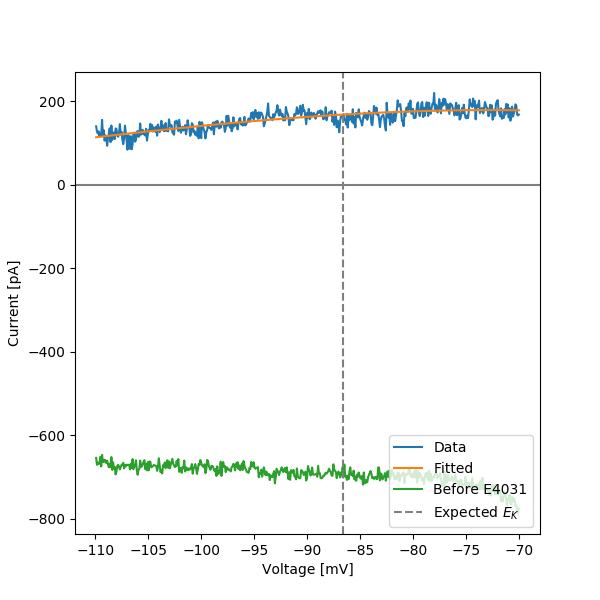 200
0
−200
−400
−600
−800
Current [pA]
−110
−105
−100
−95
−90
−85
−80
−75
−70
Voltage [mV]
Data
Fitted
Before E4031
Expected $E_K$